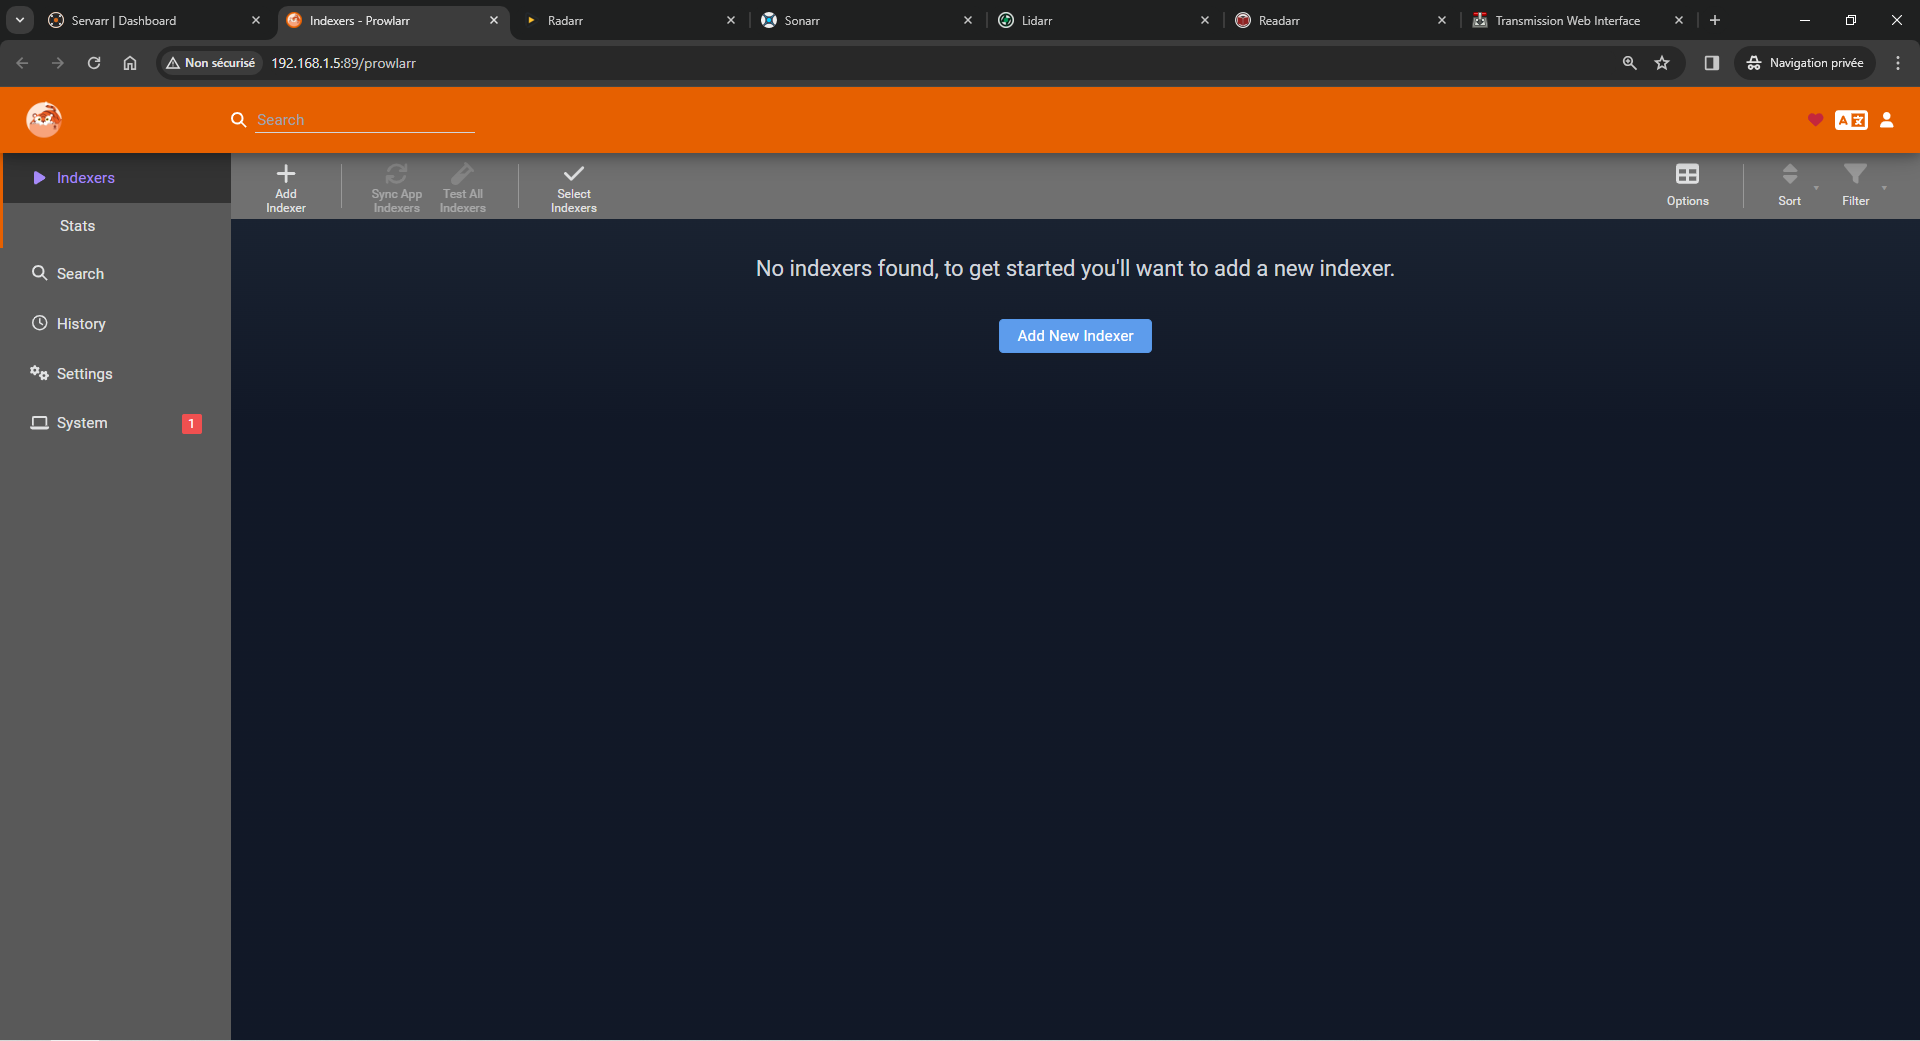 Servarr | Dashboard
Indexers - Prowlarr
Radarr
Sonarr
Lidarr
Readarr
Transmission Web Interface
Non sécurisé
192.168.1.5:89/prowlarr
Navigation privée
Search
A
Indexers
Stats
Search
History
Settings
System
1
Add
Indexer
Sync App
Indexers
Test All
Indexers
Select
Indexers
Options
Sort
Filter
No indexers found, to get started you'll want to add a new indexer.
Add New Indexer